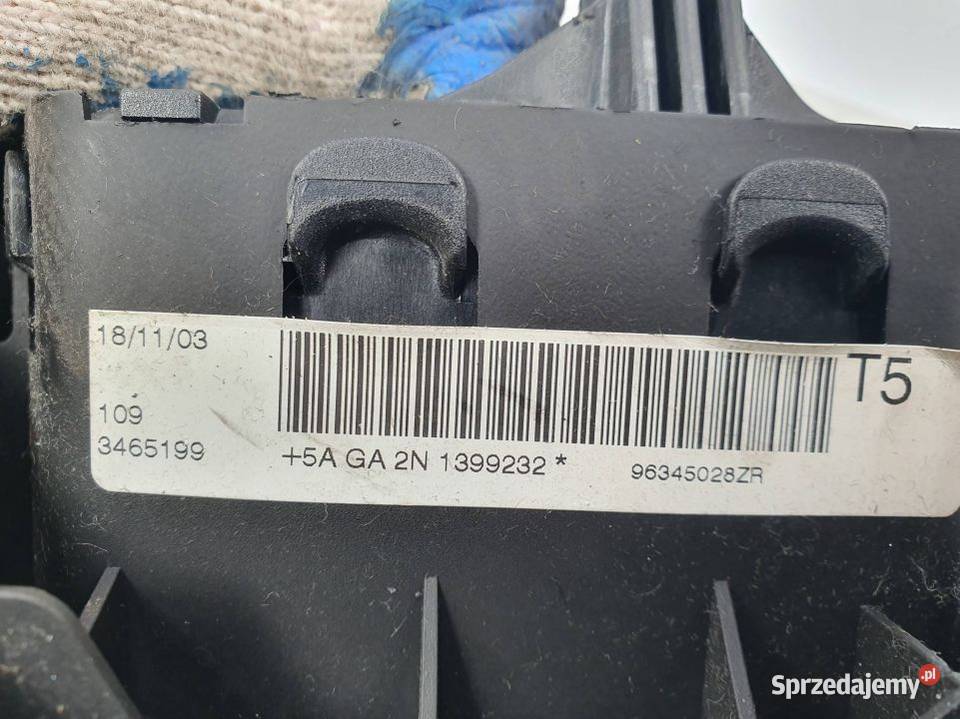 18/11/03
T5
109
3465199
+5A GA 2N 1399232 *
96345028ZR
Sprzedajemy.pl